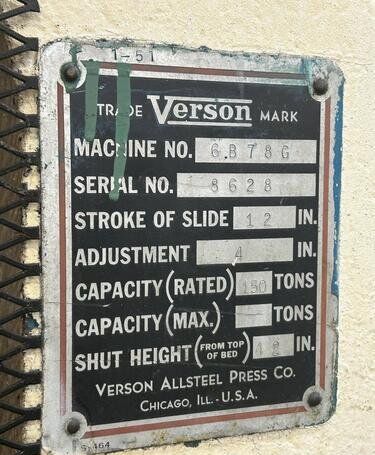 1-51
TRADE Verson MARK
MACHINE NO. 6B78G
SERIAL NO. 8628
STROKE OF SLIDE 12 IN.
ADJUSTMENT 4 IN.
CAPACITY (RATED) 150 TONS
CAPACITY (MAX.) TONS
SHUT HEIGHT (FROM TOP OF BED) IN.
VERSON ALLSTEEL PRESS CO.
CHICAGO, ILL.-U.S.A.